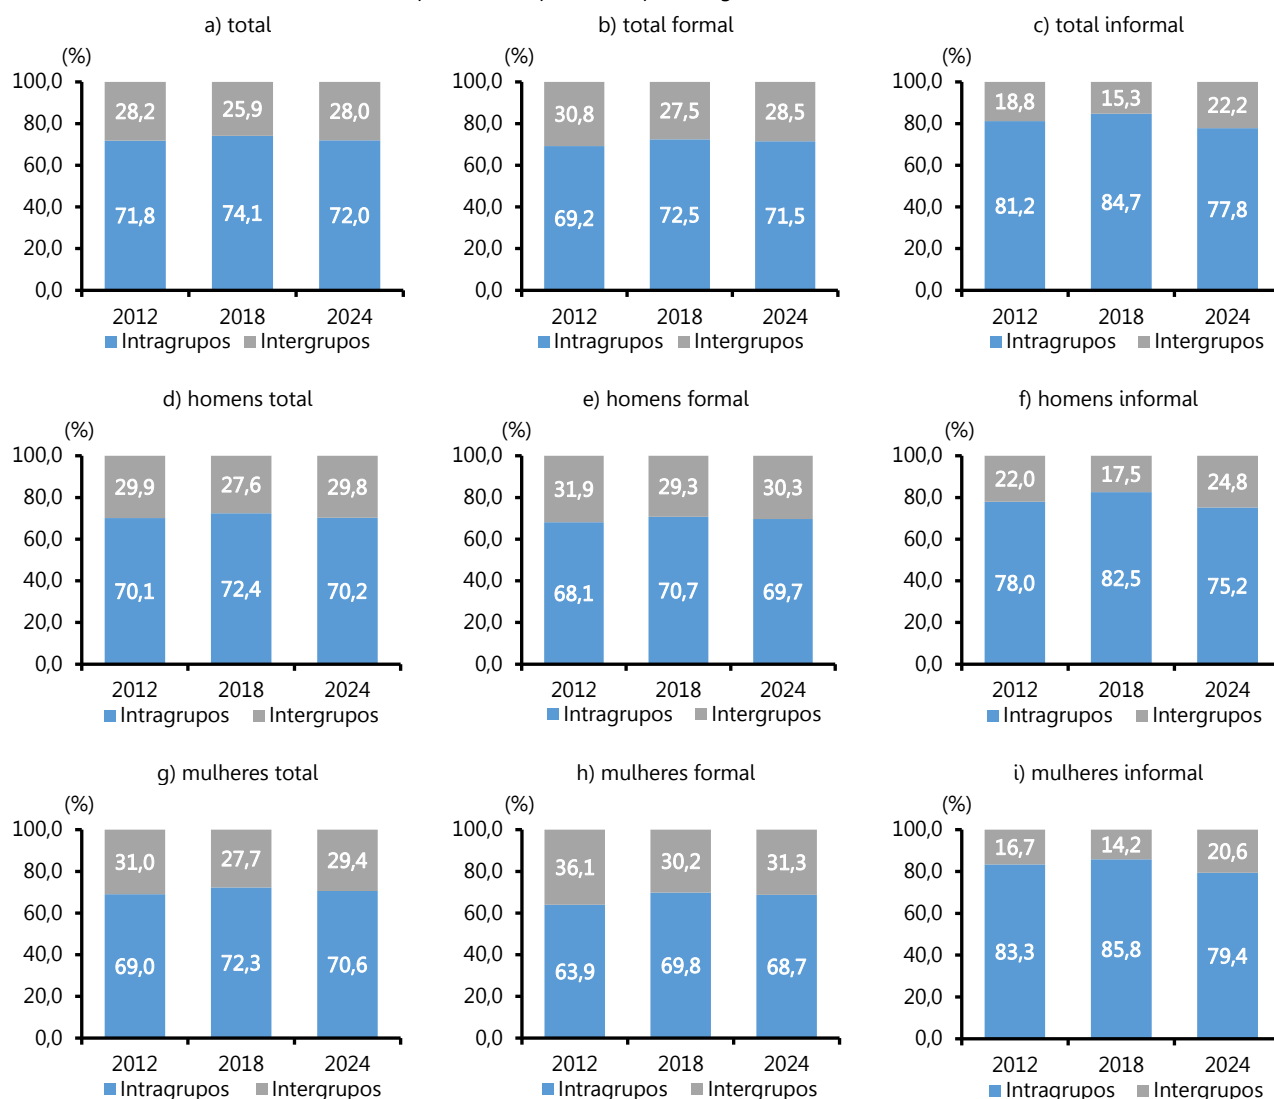 a) total
(%)
100,0
80,0
60,0
40,0
20,0
0,0
28,2 25,9 28,0
71,8 74,1 72,0
2012 2018 2024
Intragrupos Intergrupos
b) total formal
(%)
100,0
80,0
60,0
40,0
20,0
0,0
30,8 27,5 28,5
69,2 72,5 71,5
2012 2018 2024
Intragrupos Intergrupos
c) total informal
(%)
100,0
80,0
60,0
40,0
20,0
0,0
18,8 15,3 22,2
81,2 84,7 77,8
2012 2018 2024
Intragrupos Intergrupos
d) homens total
(%)
100,0
80,0
60,0
40,0
20,0
0,0
29,9 27,6 29,8
70,1 72,4 70,2
2012 2018 2024
Intragrupos Intergrupos
e) homens formal
(%)
100,0
80,0
60,0
40,0
20,0
0,0
31,9 29,3 30,3
68,1 70,7 69,7
2012 2018 2024
Intragrupos Intergrupos
f) homens informal
(%)
100,0
80,0
60,0
40,0
20,0
0,0
22,0 17,5 24,8
78,0 82,5 75,2
2012 2018 2024
Intragrupos Intergrupos
g) mulheres total
(%)
100,0
80,0
60,0
40,0
20,0
0,0
31,0 27,7 29,4
69,0 72,3 70,6
2012 2018 2024
Intragrupos Intergrupos
h) mulheres formal
(%)
100,0
80,0
60,0
40,0
20,0
0,0
36,1 30,2 31,3
63,9 69,8 68,7
2012 2018 2024
Intragrupos Intergrupos
i) mulheres informal
(%)
100,0
80,0
60,0
40,0
20,0
0,0
16,7 14,2 20,6
83,3 85,8 79,4
2012 2018 2024
Intragrupos Intergrupos